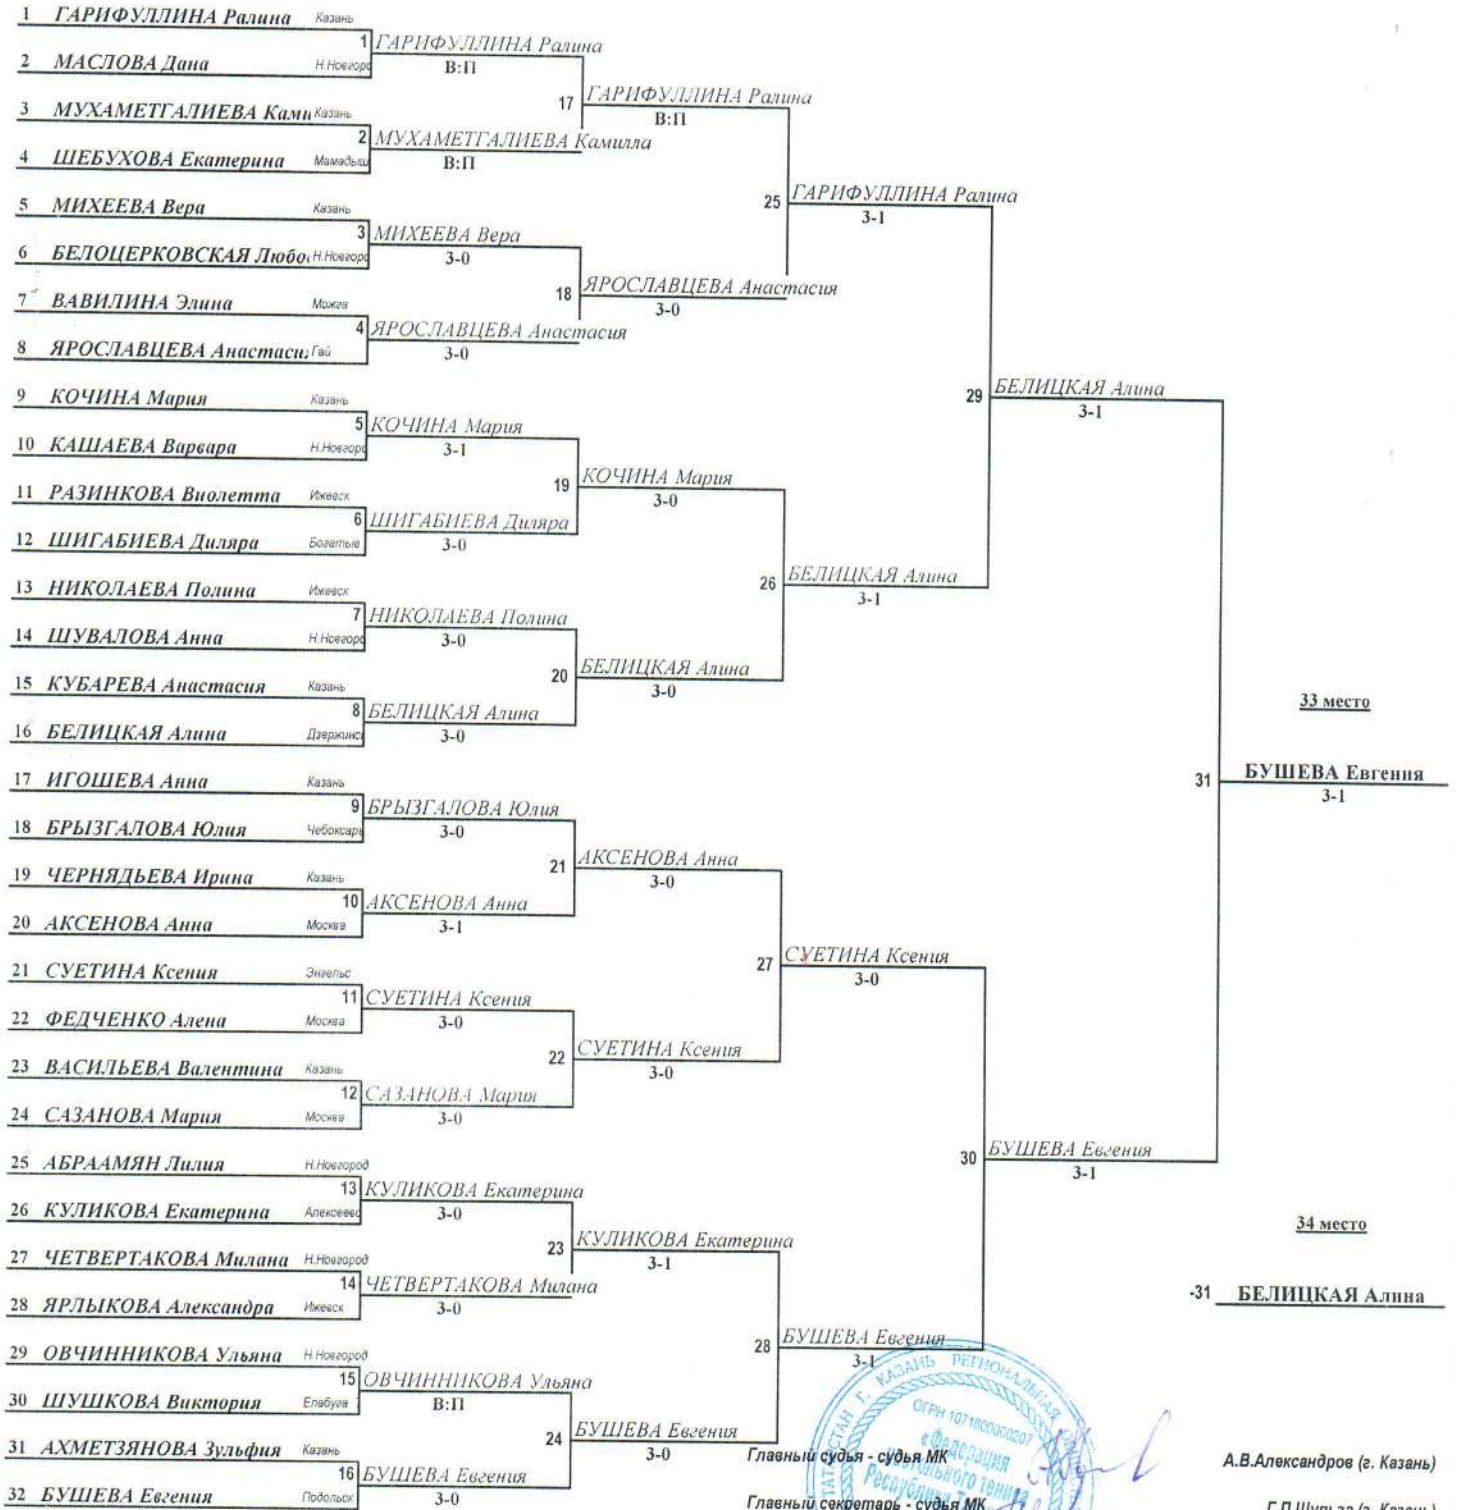 1 ГАРИФУЛЛИНА Ралина Казань
1 ГАРИФУЛЛИНА Ралина
2 МАСЛОВА Дана Н.Новгоро
В:П
17 ГАРИФУЛЛИНА Ралина
3 МУХАМЕТГАЛИЕВА Ками Казань
В:П
2 МУХАМЕТГАЛИЕВА Камилла
4 ШЕБУХОВА Екатерина Мамадыш
В:П
25 ГАРИФУЛЛИНА Ралина
5 МИХЕЕВА Вера Казань
3-1
3 МИХЕЕВА Вера
6 БЕЛОЦЕРКОВСКАЯ Любо Н.Новгоро
3-0
18 ЯРОСЛАВЦЕВА Анастасия
7 ВАВИЛИНА Элина Можга
3-0
4 ЯРОСЛАВЦЕВА Анастасия
8 ЯРОСЛАВЦЕВА Анастаси Гай
3-0
29 БЕЛИЦКАЯ Алина
9 КОЧИНА Мария Казань
3-1
5 КОЧИНА Мария
10 КАШАЕВА Варвара Н.Новгоро
3-1
19 КОЧИНА Мария
11 РАЗИНКОВА Виолетта Ижевск
3-0
6 ШИГАБИЕВА Диляра
12 ШИГАБИЕВА Диляра Богатые
3-0
26 БЕЛИЦКАЯ Алина
13 НИКОЛАЕВА Полина Ижевск
3-1
7 НИКОЛАЕВА Полина
14 ШУВАЛОВА Анна Н.Новгоро
3-0
20 БЕЛИЦКАЯ Алина
15 КУБАРЕВА Анастасия Казань
3-0
33 место
8 БЕЛИЦКАЯ Алина
16 БЕЛИЦКАЯ Алина Дзержинс
3-0
31 БУШЕВА Евгения
17 ИГОШЕВА Анна Казань
3-1
9 БРЫЗГАЛОВА Юлия
18 БРЫЗГАЛОВА Юлия Чебоксар
3-0
21 АКСЕНОВА Анна
19 ЧЕРНЯДЬЕВА Ирина Казань
3-0
10 АКСЕНОВА Анна
20 АКСЕНОВА Анна Москва
3-1
27 СУЕТИНА Ксения
21 СУЕТИНА Ксения Энгельс
3-0
11 СУЕТИНА Ксения
22 ФЕДЧЕНКО Алена Москва
3-0
22 СУЕТИНА Ксения
23 ВАСИЛЬЕВА Валентина Казань
3-0
12 САЗАНОВА Мария
24 САЗАНОВА Мария Москва
3-0
30 БУШЕВА Евгения
25 АБРААМЯН Лилия Н.Новгород
3-1
13 КУЛИКОВА Екатерина
26 КУЛИКОВА Екатерина Алексеевс
3-0
34 место
23 КУЛИКОВА Екатерина
27 ЧЕТВЕРТАКОВА Милана Н.Новгород
3-1
14 ЧЕТВЕРТАКОВА Милана
-31 БЕЛИЦКАЯ Алина
28 ЯРЛЫКОВА Александра Ижевск
3-0
28 БУШЕВА Евгения
29 ОВЧИННИКОВА Ульяна Н.Новгород
3-1
15 ОВЧИННИКОВА Ульяна
30 ШУШКОВА Виктория Елабуга
В:П
24 БУШЕВА Евгения
31 АХМЕТЗЯНОВА Зульфия Казань
3-0
Главный судья - судья МК
А.В.Александров (г. Казань)
16 БУШЕВА Евгения
32 БУШЕВА Евгения Подольск
3-0
Главный секретарь - судья МК
Г. КАЗАНЬ РЕГИОНАЛЬНАЯ
«Федерация
настольного тенниса